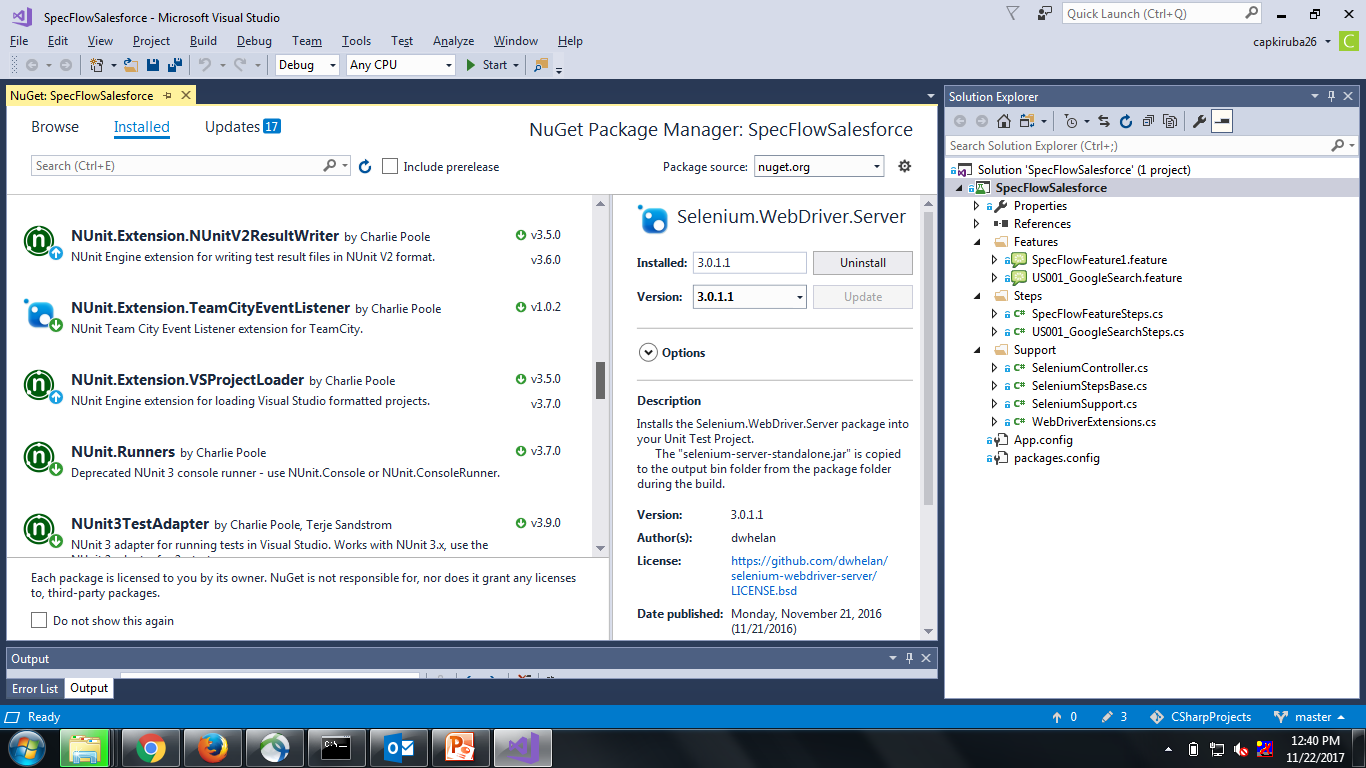 SpecFlowSalesforce - Microsoft Visual Studio
Quick Launch (Ctrl+Q)
File Edit View Project Build Debug Team Tools Test Analyze Window Help
capkiruba26
C
Debug Any CPU Start
NuGet: SpecFlowSalesforce
Browse Installed Updates 17
NuGet Package Manager: SpecFlowSalesforce
Search (Ctrl+E)
Include prerelease
Package source: nuget.org
NUnit.Extension.NUnitV2ResultWriter by Charlie Poole v3.5.0
NUnit Engine extension for writing test result files in NUnit V2 format. v3.6.0
NUnit.Extension.TeamCityEventListener by Charlie Poole v1.0.2
NUnit Team City Event Listener extension for TeamCity.
NUnit.Extension.VSProjectLoader by Charlie Poole v3.5.0
NUnit Engine extension for loading Visual Studio formatted projects. v3.7.0
NUnit.Runners by Charlie Poole v3.7.0
Deprecated NUnit 3 console runner - use NUnit.Console or NUnit.ConsoleRunner.
NUnit3TestAdapter by Charlie Poole, Terje Sandstrom v3.9.0
NUnit 3 adapter for running tests in Visual Studio. Works with NUnit 3.x, use the
Each package is licensed to you by its owner. NuGet is not responsible for, nor does it grant any licenses
to, third-party packages.
Do not show this again
Selenium.WebDriver.Server
Installed: 3.0.1.1 Uninstall
Version: 3.0.1.1 Update
Options
Description
Installs the Selenium.WebDriver.Server package into
your Unit Test Project.
The "selenium-server-standalone.jar" is copied
to the output bin folder from the package folder
during the build.
Version: 3.0.1.1
Author(s): dwhelan
License: https://github.com/dwhelan/
selenium-webdriver-server/
LICENSE.bsd
Date published: Monday, November 21, 2016
(11/21/2016)
Solution Explorer
Search Solution Explorer (Ctrl+;)
Solution 'SpecFlowSalesforce' (1 project)
SpecFlowSalesforce
Properties
References
Features
SpecFlowFeature1.feature
US001_GoogleSearch.feature
Steps
C# SpecFlowFeatureSteps.cs
C# US001_GoogleSearchSteps.cs
Support
C# SeleniumController.cs
C# SeleniumStepsBase.cs
C# SeleniumSupport.cs
C# WebDriverExtensions.cs
App.config
packages.config
Output
Error List Output
Ready
0 3 CSharpProjects master
12:40 PM
11/22/2017